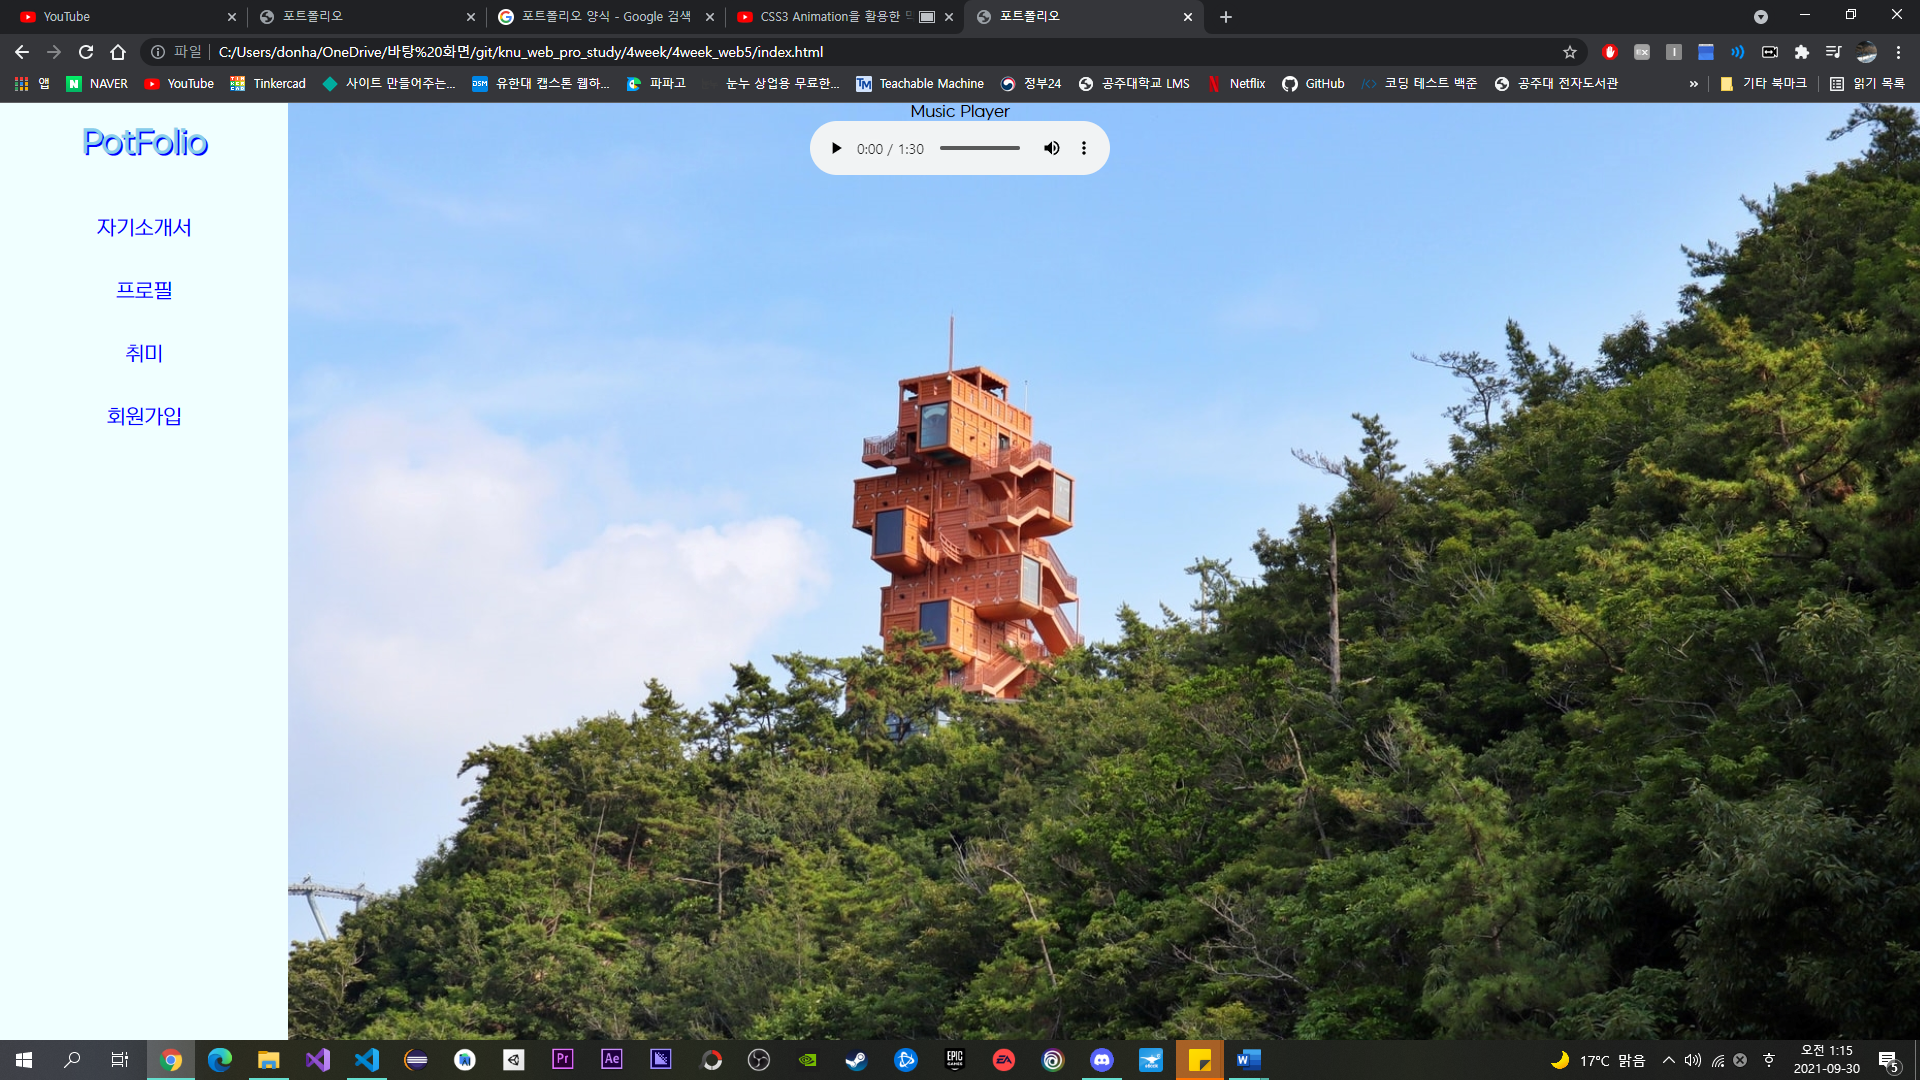 YouTube
포트폴리오
포트폴리오 양식 - Google 검색
CSS3 Animation을 활용한
포트폴리오
파일
C:/Users/donha/OneDrive/바탕%20화면/git/knu_web_pro_study/4week/4week_web5/index.html
앱
NAVER
YouTube
Tinkercad
사이트 만들어주는...
유한대 캡스톤 웹하...
파파고
눈누 상업용 무료한...
Teachable Machine
정부24
공주대학교 LMS
Netflix
GitHub
코딩 테스트 백준
공주대 전자도서관
»
기타 북마크
읽기 목록
Music Player
0:00 / 1:30
PotFolio
자기소개서
프로필
취미
회원가입
17°C 맑음
오전 1:15
2021-09-30
5